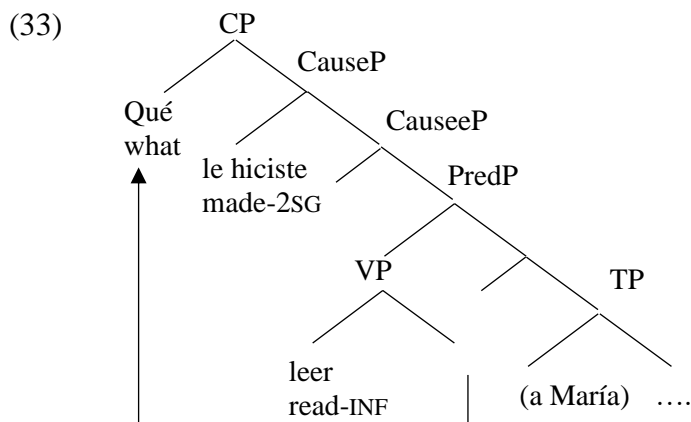 (33)
CP
CauseP
Qué
what
CauseeP
le hiciste
made-2SG
PredP
VP
TP
leer
read-INF
(a María) ….